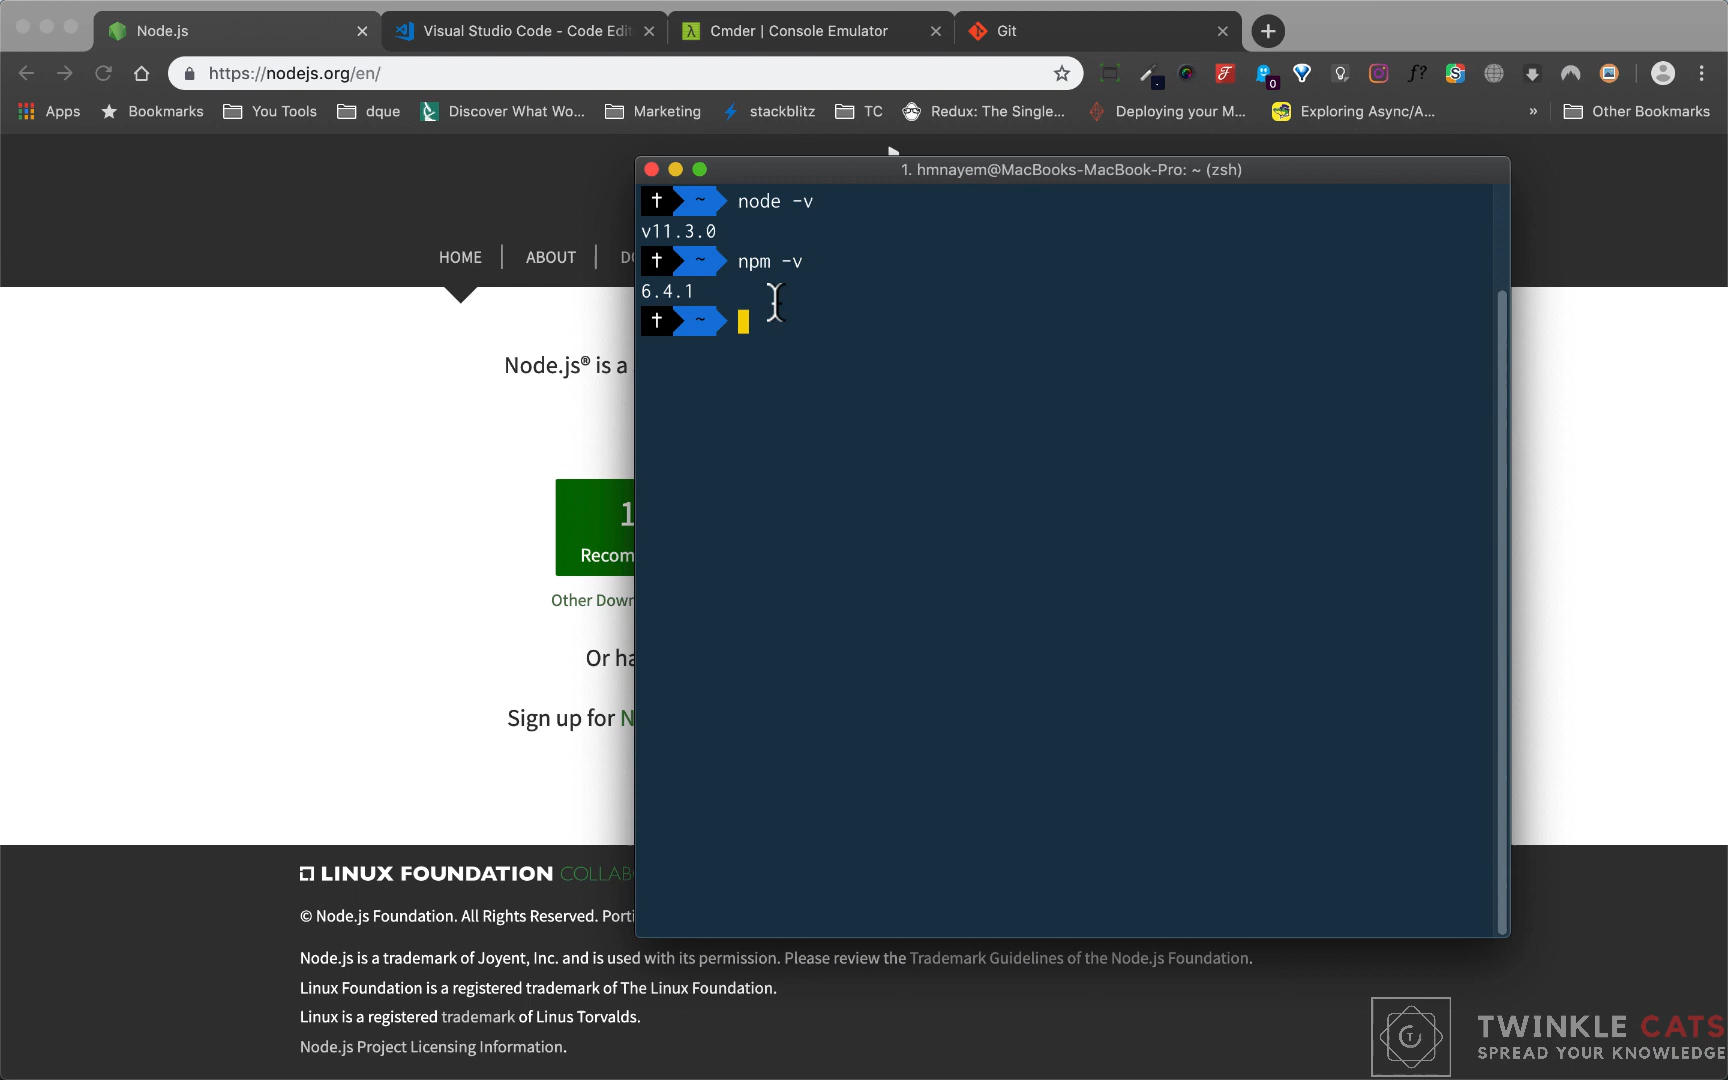 Node.js
Visual Studio Code - Code Edit
Cmder | Console Emulator
Git
https://nodejs.org/en/
f?
0
Apps
Bookmarks
You Tools
dque
Discover What Wo...
Marketing
stackblitz
TC
Redux: The Single...
Deploying your M...
Exploring Async/A...
»
Other Bookmarks
1. hmnayem@MacBooks-MacBook-Pro: ~ (zsh)
† ~ node -v
v11.3.0
† ~ npm -v
6.4.1
† ~
HOME
ABOUT
DO
Node.js® is a
1
Recom
Other Down
Or ha
Sign up for N
LINUX FOUNDATION COLLAB
© Node.js Foundation. All Rights Reserved. Porti
Node.js is a trademark of Joyent, Inc. and is used with its permission. Please review the Trademark Guidelines of the Node.js Foundation.
Linux Foundation is a registered trademark of The Linux Foundation.
Linux is a registered trademark of Linus Torvalds.
Node.js Project Licensing Information.
TWINKLE CATS
SPREAD YOUR KNOWLEDGE